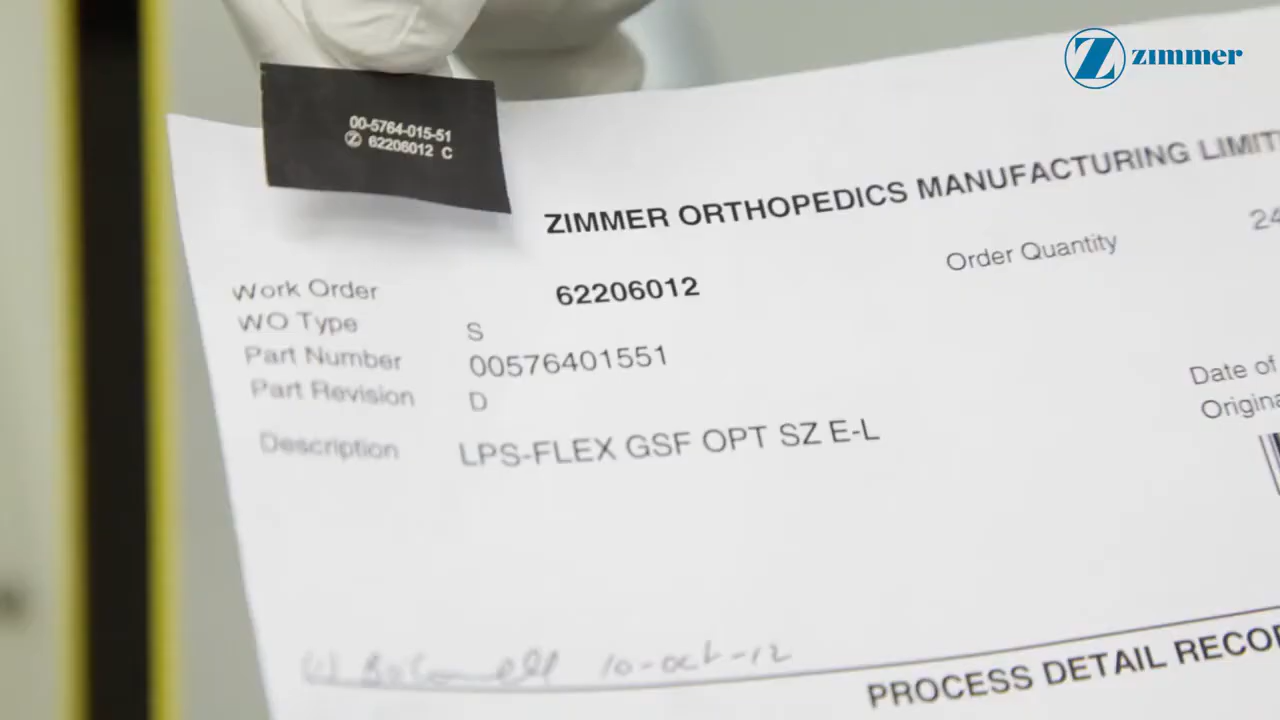 zimmer
00-5764-015-51
Z 62206012 C
ZIMMER ORTHOPEDICS MANUFACTURING
Work Order 62206012
Order Quantity
WO Type S
Part Number 00576401551
Part Revision D
Date of
Description LPS-FLEX GSF OPT SZ E-L
10-oct-12
PROCESS DETAIL